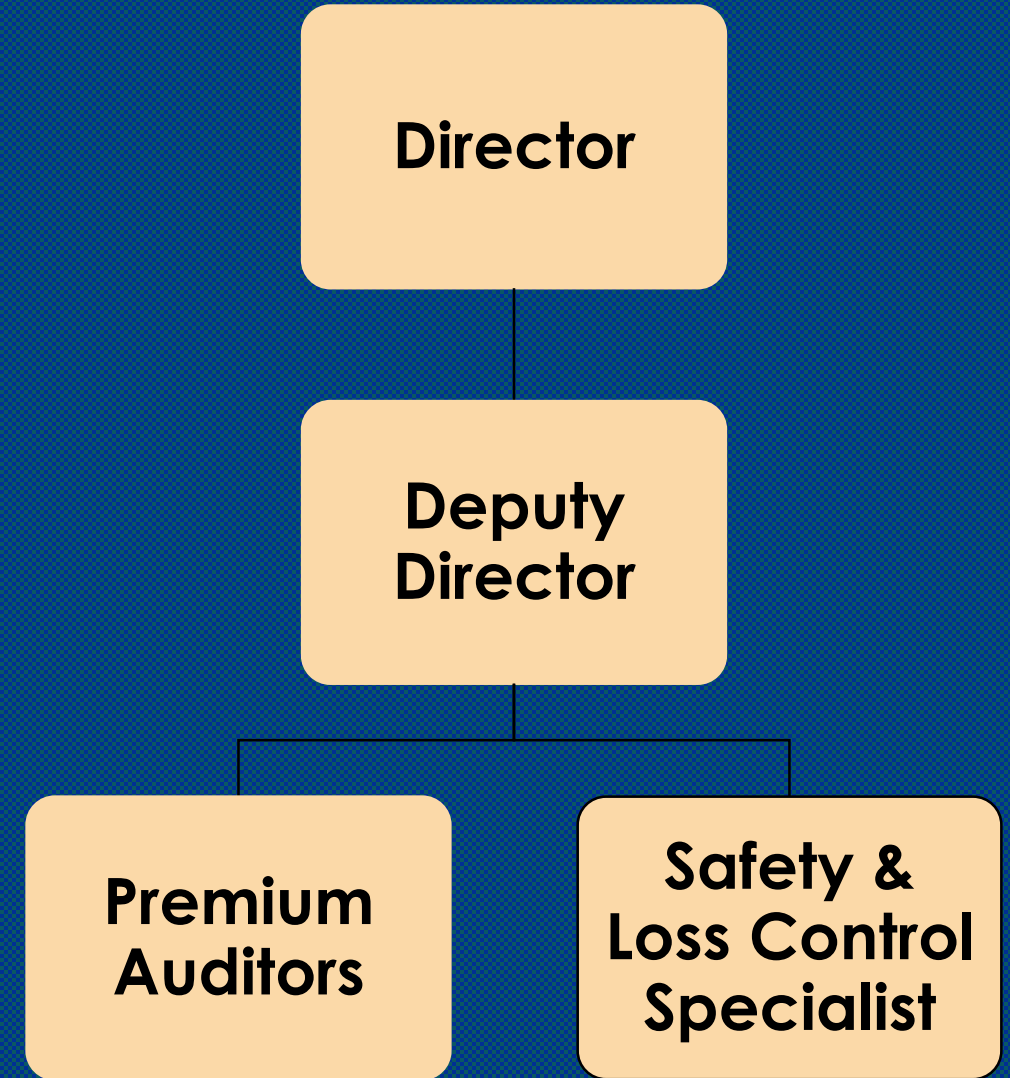 Director
Deputy
Director
Premium
Auditors
Safety &
Loss Control
Specialist